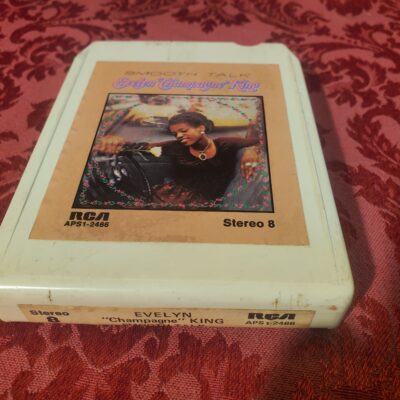 SMOOTH TALK
Evelyn "Champagne" King
RCA
APS1-2466
Stereo 8
Stereo
8
EVELYN
"Champagne" KING
RCA
APS1-2466